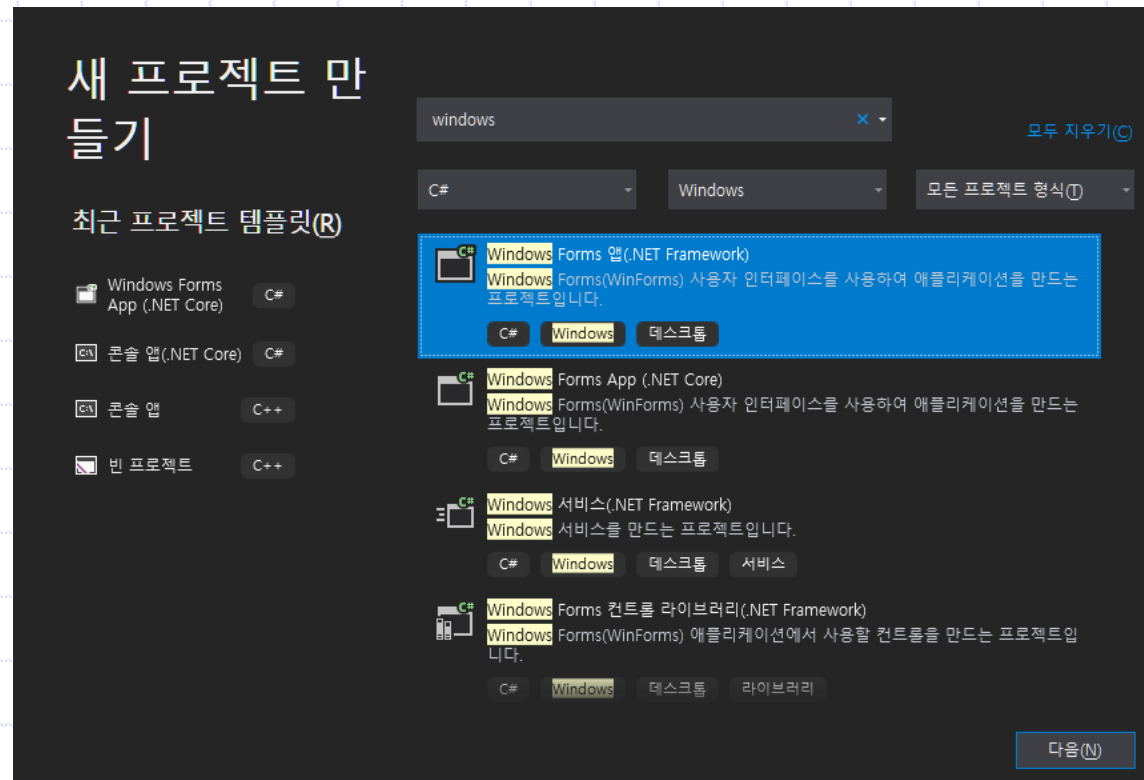 새 프로젝트 만
들기
windows
모두 지우기(C)
C#
Windows
모든 프로젝트 형식(T)
최근 프로젝트 템플릿(R)
Windows Forms
App (.NET Core)
C#
콘솔 앱(.NET Core)
C#
콘솔 앱
C++
빈 프로젝트
C++
Windows Forms 앱(.NET Framework)
Windows Forms(WinForms) 사용자 인터페이스를 사용하여 애플리케이션을 만드는
프로젝트입니다.
C# Windows 데스크톱
Windows Forms App (.NET Core)
Windows Forms(WinForms) 사용자 인터페이스를 사용하여 애플리케이션을 만드는
프로젝트입니다.
C# Windows 데스크톱
Windows 서비스(.NET Framework)
Windows 서비스를 만드는 프로젝트입니다.
C# Windows 데스크톱 서비스
Windows Forms 컨트롤 라이브러리(.NET Framework)
Windows Forms(WinForms) 애플리케이션에서 사용할 컨트롤을 만드는 프로젝트입
니다.
C# Windows 데스크톱 라이브러리
다음(N)